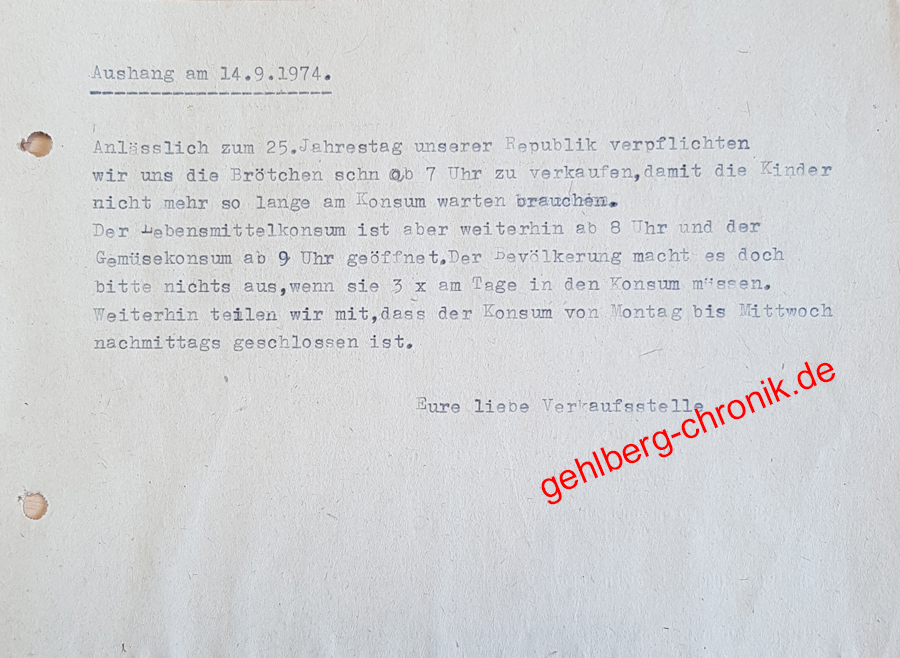 Aushang am 14.9.1974.
Anlässlich zum 25.Jahrestag unserer Republik verpflichten
wir uns die Brötchen schn ab 7 Uhr zu verkaufen,damit die Kinder
nicht mehr so lange am Konsum warten brauchen.
Der Lebensmittelkonsum ist aber weiterhin ab 8 Uhr und der
Gemüsekonsum ab 9 Uhr geöffnet.Der Bevölkerung macht es doch
bitte nichts aus,wenn sie 3 x am Tage in den Konsum müssen.
Weiterhin teilen wir mit,dass der Konsum von Montag bis Mittwoch
nachmittags geschlossen ist.
Eure liebe Verkaufsstelle
gehlberg-chronik.de